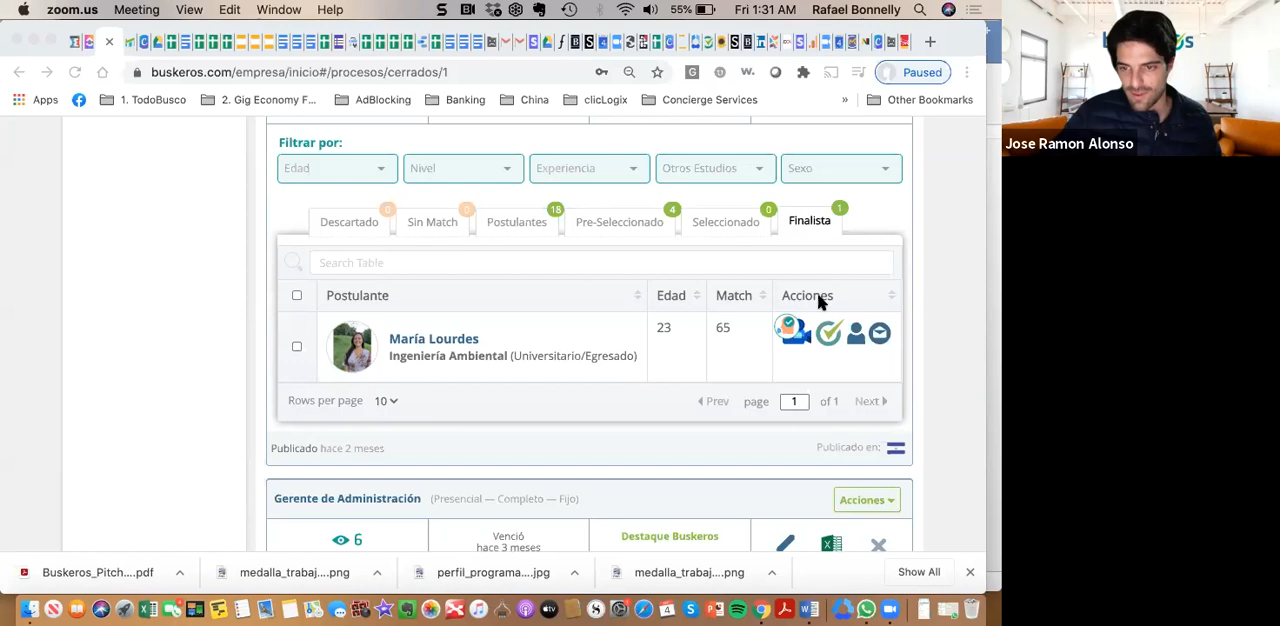 zoom.us Meeting View Edit Window Help 55% Fri 1:31 AM Rafael Bonnelly
buskeros.com/empresa/inicio#/procesos/cerrados/1 Paused
Apps 1. TodoBusco 2. Gig Economy F... AdBlocking Banking China clicLogix Concierge Services » Other Bookmarks
Jose Ramon Alonso
Filtrar por:
Edad Nivel Experiencia Otros Estudios Sexo
0 0 18 4 0 1
Descartado Sin Match Postulantes Pre-Seleccionado Seleccionado Finalista
Search Table
Postulante Edad Match Acciones
María Lourdes 23 65
Ingeniería Ambiental (Universitario/Egresado)
Rows per page 10 Prev page 1 of 1 Next
Publicado hace 2 meses Publicado en:
Gerente de Administración (Presencial — Completo — Fijo) Acciones
6 Venció Destaque Buskeros
hace 3 meses
Buskeros_Pitch....pdf medalla_trabaj....png perfil_programa....jpg medalla_trabaj....png Show All